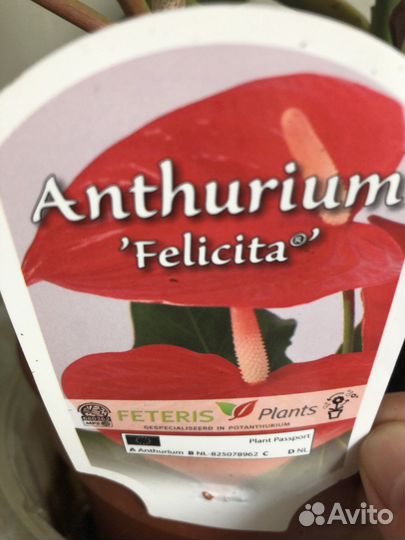 Anthurium
'Felicita®'
FETERIS Plants
GESPECIALISEERD IN POTANTHURIUM
Plant Passport
A Anthurium B NL-825078962 C D NL
Avito